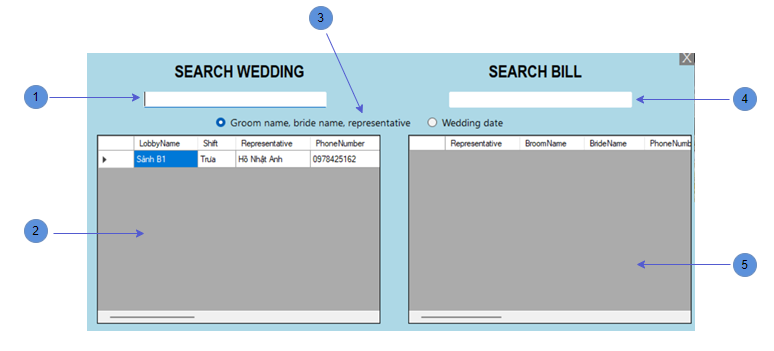 3
SEARCH WEDDING
SEARCH BILL
X
1
4
Groom name, bride name, representative
Wedding date
LobbyName Shift Representative PhoneNumber
Sảnh B1 Trưa Hồ Nhật Anh 0978425162
Representative BroomName BrideName PhoneNumb
2
5